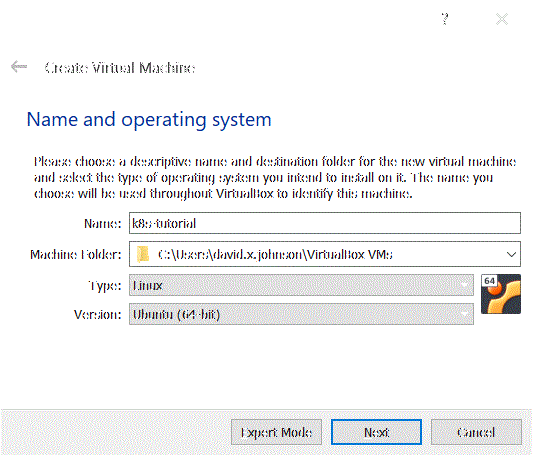 ?
Create Virtual Machine
Name and operating system
Please choose a descriptive name and destination folder for the new virtual machine
and select the type of operating system you intend to install on it. The name you
choose will be used throughout VirtualBox to identify this machine.
Name: k8s-tutorial
Machine Folder: C:\Users\david.x.johnson\VirtualBox VMs
Type: Linux
64
Version: Ubuntu (64-bit)
Expert Mode Next Cancel